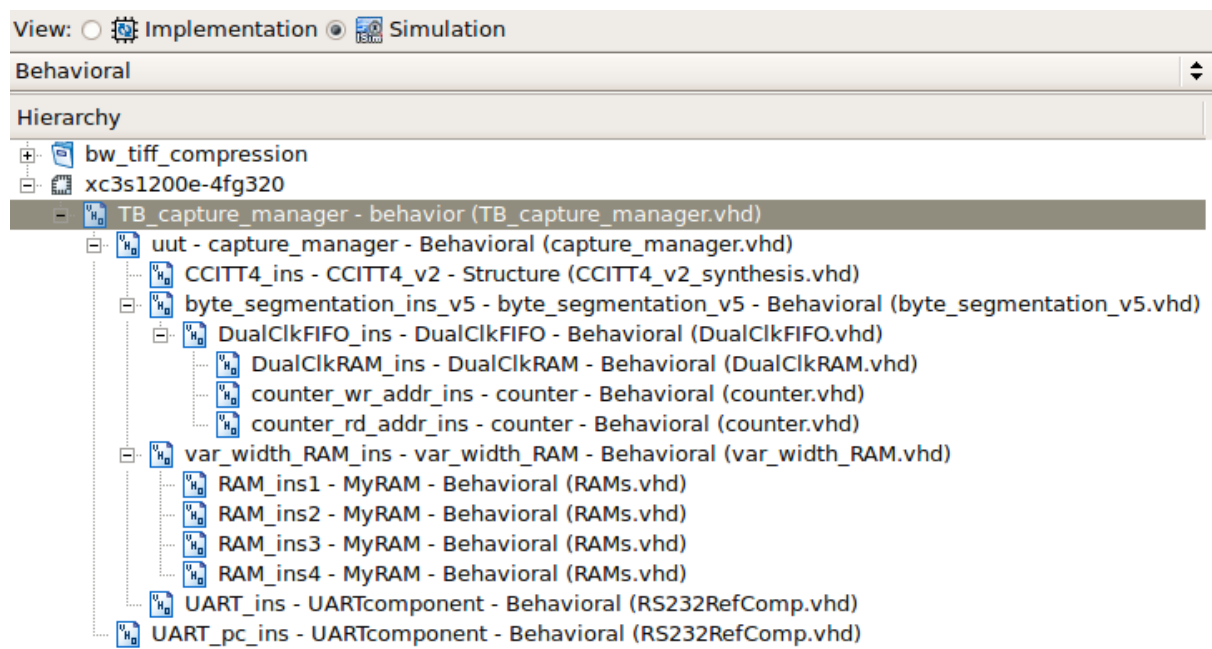 View: Implementation Simulation
Behavioral
Hierarchy
bw_tiff_compression
xc3s1200e-4fg320
TB_capture_manager - behavior (TB_capture_manager.vhd)
uut - capture_manager - Behavioral (capture_manager.vhd)
CCITT4_ins - CCITT4_v2 - Structure (CCITT4_v2_synthesis.vhd)
byte_segmentation_ins_v5 - byte_segmentation_v5 - Behavioral (byte_segmentation_v5.vhd)
DualClkFIFO_ins - DualClkFIFO - Behavioral (DualClkFIFO.vhd)
DualClkRAM_ins - DualClkRAM - Behavioral (DualClkRAM.vhd)
counter_wr_addr_ins - counter - Behavioral (counter.vhd)
counter_rd_addr_ins - counter - Behavioral (counter.vhd)
var_width_RAM_ins - var_width_RAM - Behavioral (var_width_RAM.vhd)
RAM_ins1 - MyRAM - Behavioral (RAMs.vhd)
RAM_ins2 - MyRAM - Behavioral (RAMs.vhd)
RAM_ins3 - MyRAM - Behavioral (RAMs.vhd)
RAM_ins4 - MyRAM - Behavioral (RAMs.vhd)
UART_ins - UARTcomponent - Behavioral (RS232RefComp.vhd)
UART_pc_ins - UARTcomponent - Behavioral (RS232RefComp.vhd)